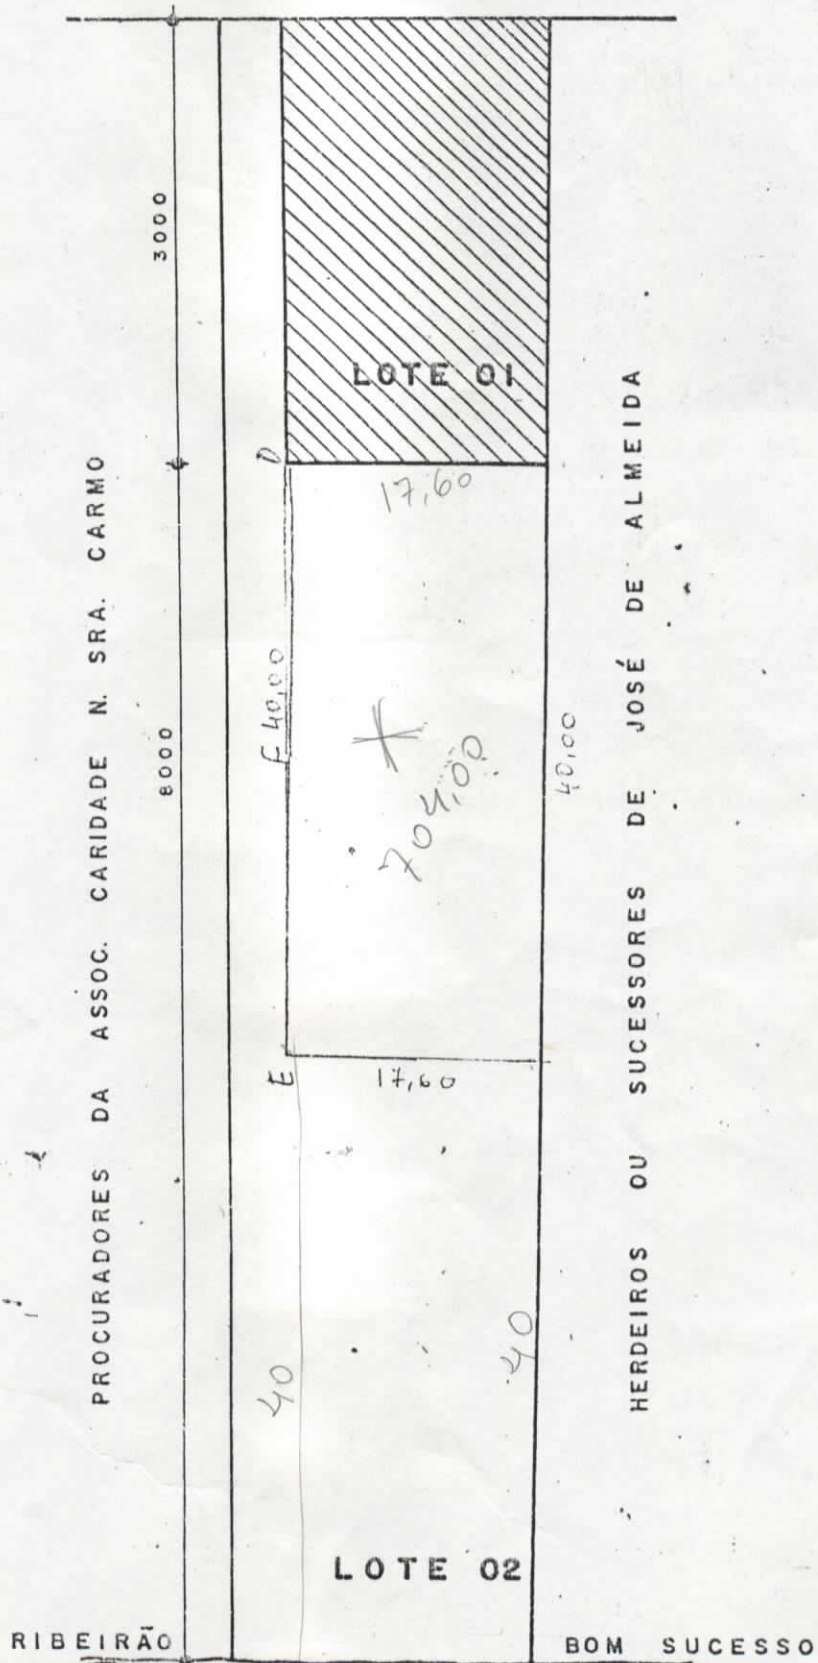 3000
LOTE 01
D
17,60
PROCURADORES DA ASSOC. CARIDADE N. SRA. CARMO
HERDEIROS OU SUCESSORES DE JOSÉ DE ALMEIDA
8000
F 40,00
704,00
40,00
E
17,60
40
40
LOTE 02
RIBEIRÃO BOM SUCESSO